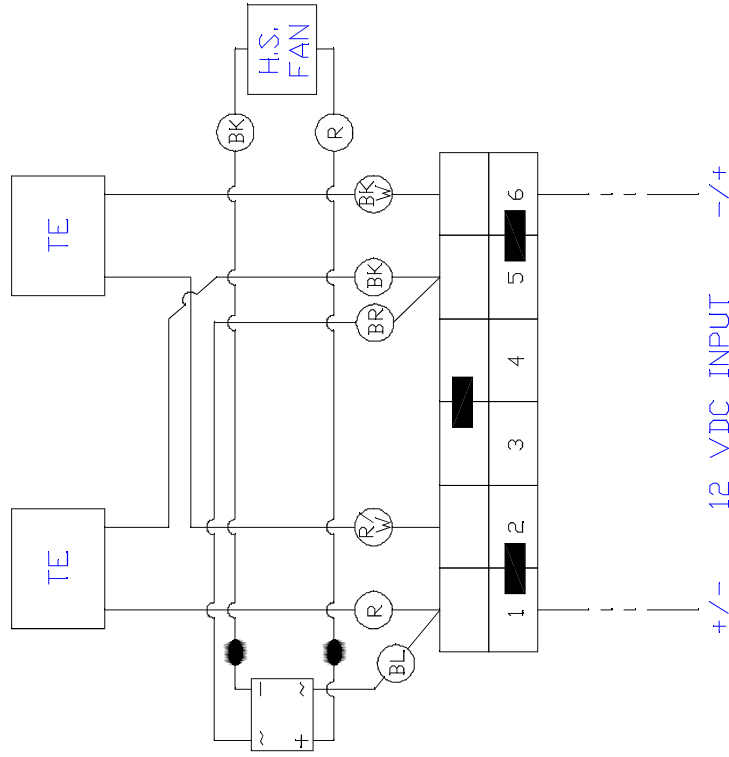 H.S.
FAN
BK
R
TE
BK
W
BK
BR
TE
R/
W
R
BL
~
-
+
~
6
5
4
3
2
1
-/+
12 VDC INPUT
+/-